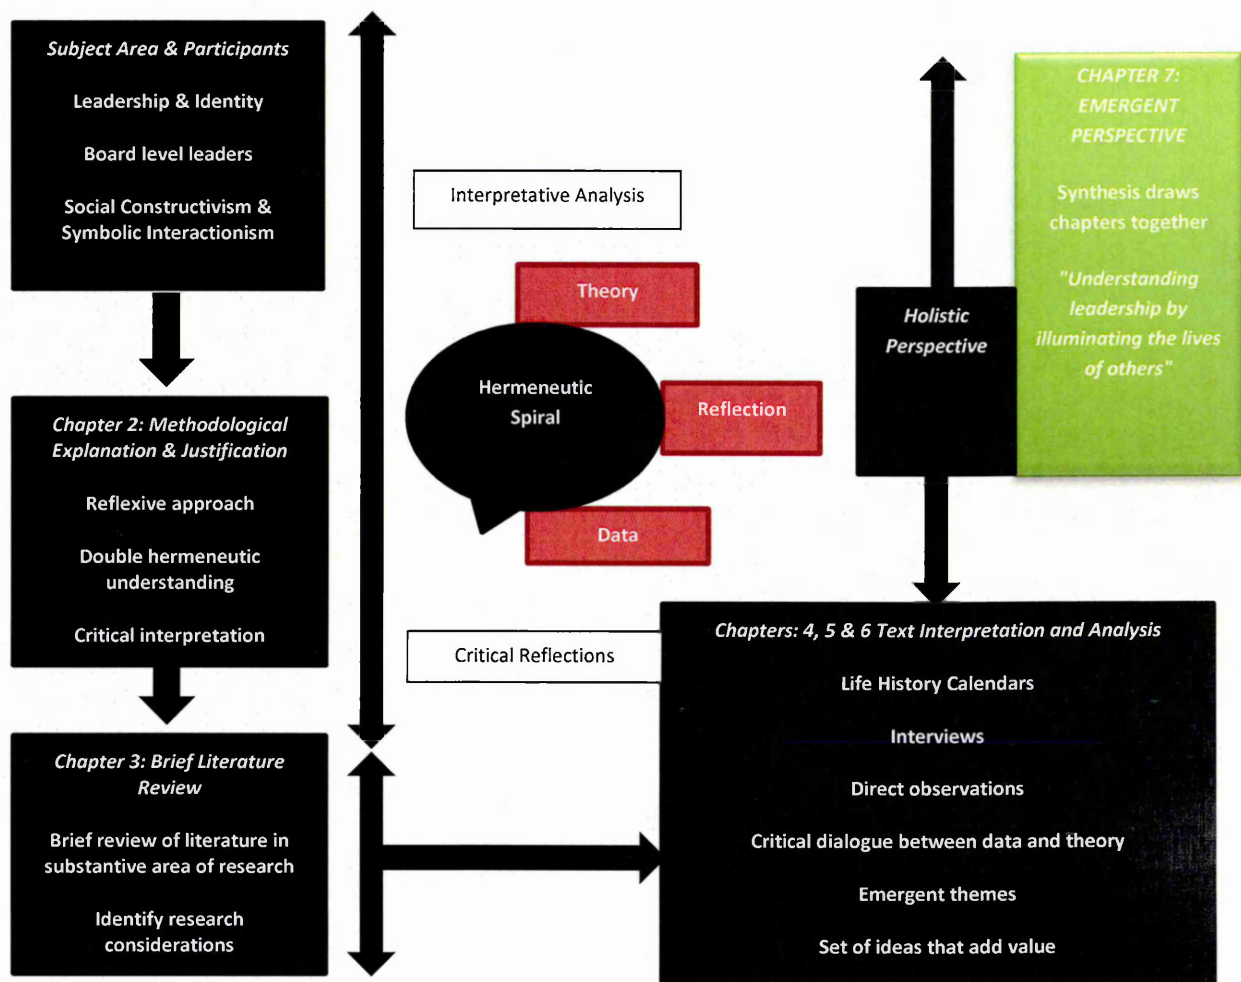 Subject Area & Participants
Leadership & Identity
Board level leaders
Social Constructivism &
Symbolic Interactionism
Chapter 2: Methodological
Explanation & Justification
Reflexive approach
Double hermeneutic
understanding
Critical interpretation
Chapter 3: Brief Literature
Review
Brief review of literature in
substantive area of research
Identify research
considerations
Interpretative Analysis
Theory
Hermeneutic
Spiral
Reflection
Data
Critical Reflections
Holistic
Perspective
CHAPTER 7:
EMERGENT
PERSPECTIVE
Synthesis draws
chapters together
"Understanding
leadership by
illuminating the lives
of others"
Chapters: 4, 5 & 6 Text Interpretation and Analysis
Life History Calendars
Interviews
Direct observations
Critical dialogue between data and theory
Emergent themes
Set of ideas that add value